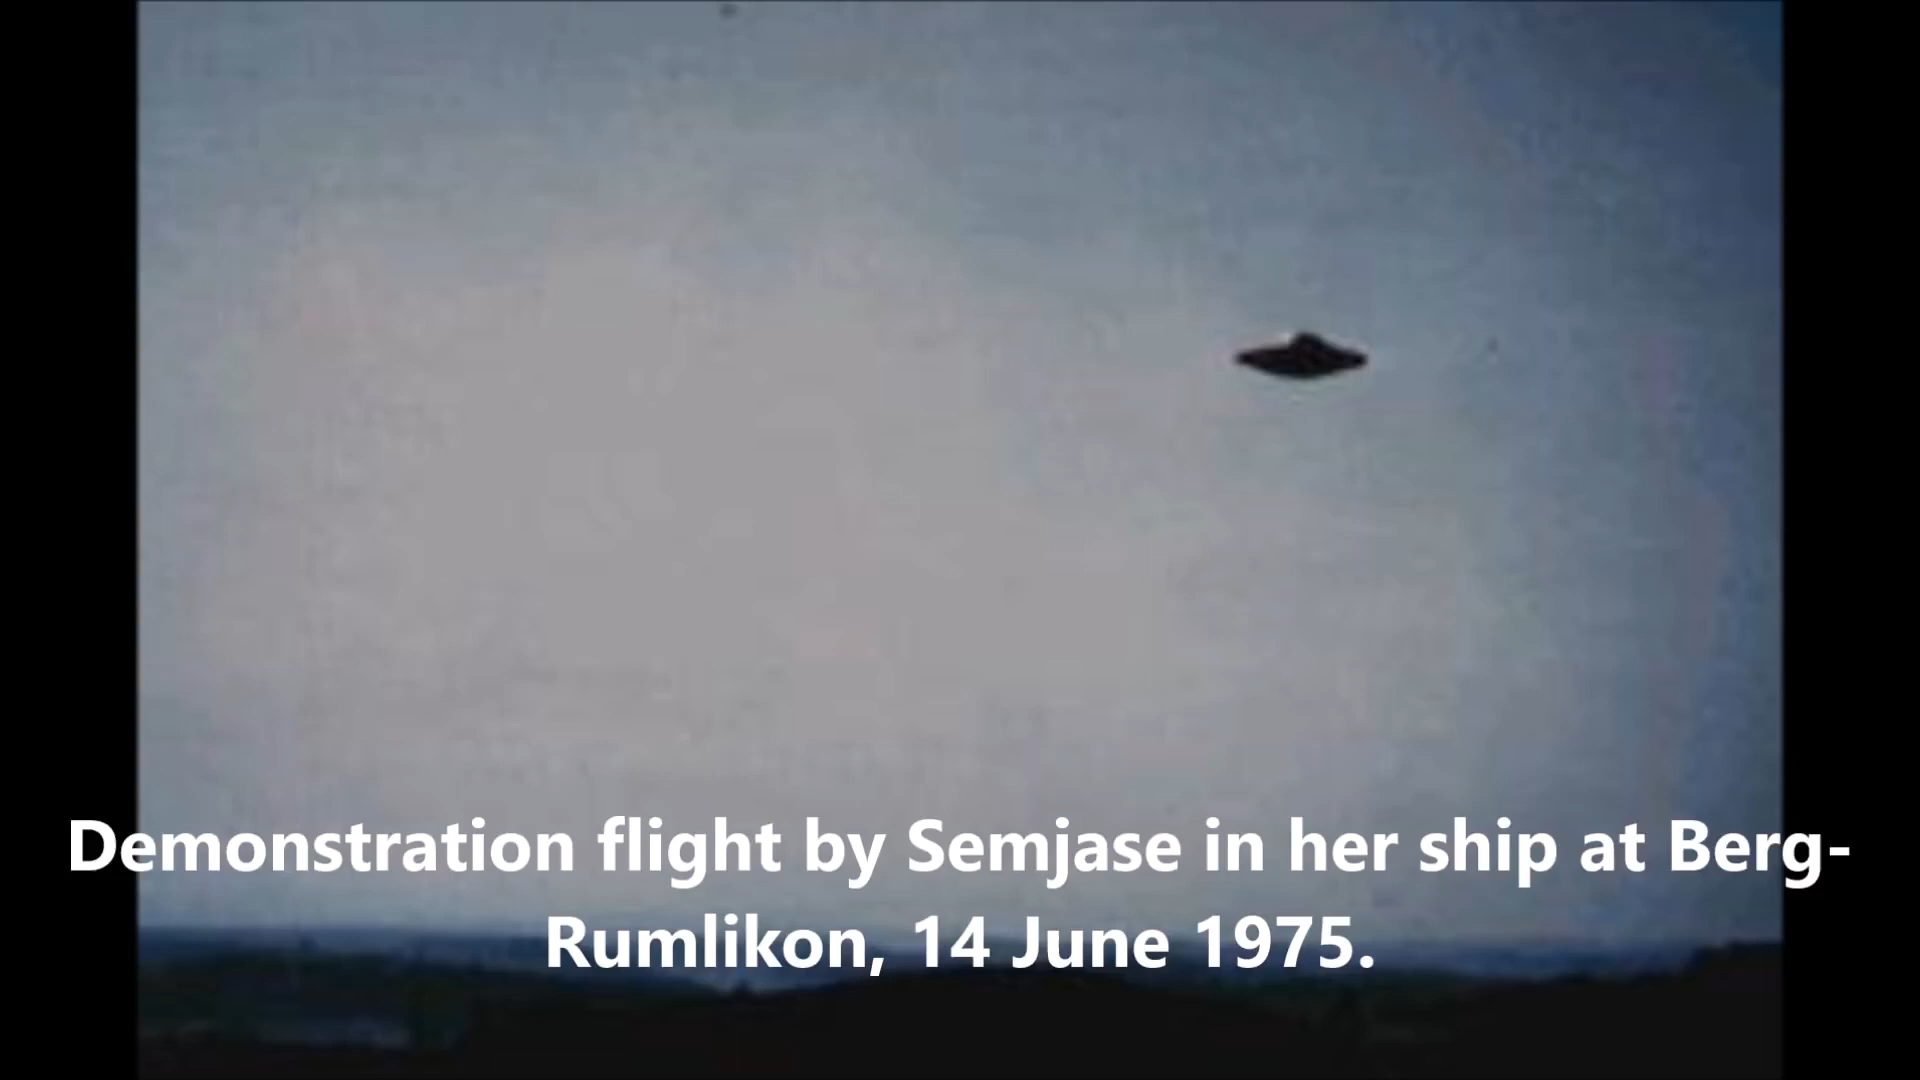 Demonstration flight by Semjase in her ship at Berg-
Rumlikon, 14 June 1975.